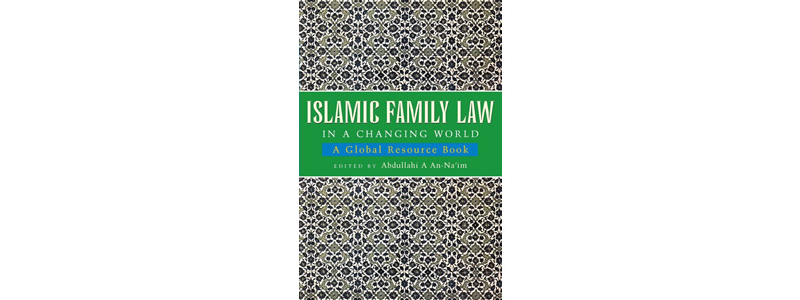 ISLAMIC FAMILY LAW
IN A CHANGING WORLD
A Global Resource Book
EDITED BY Abdullahi A An-Na'im